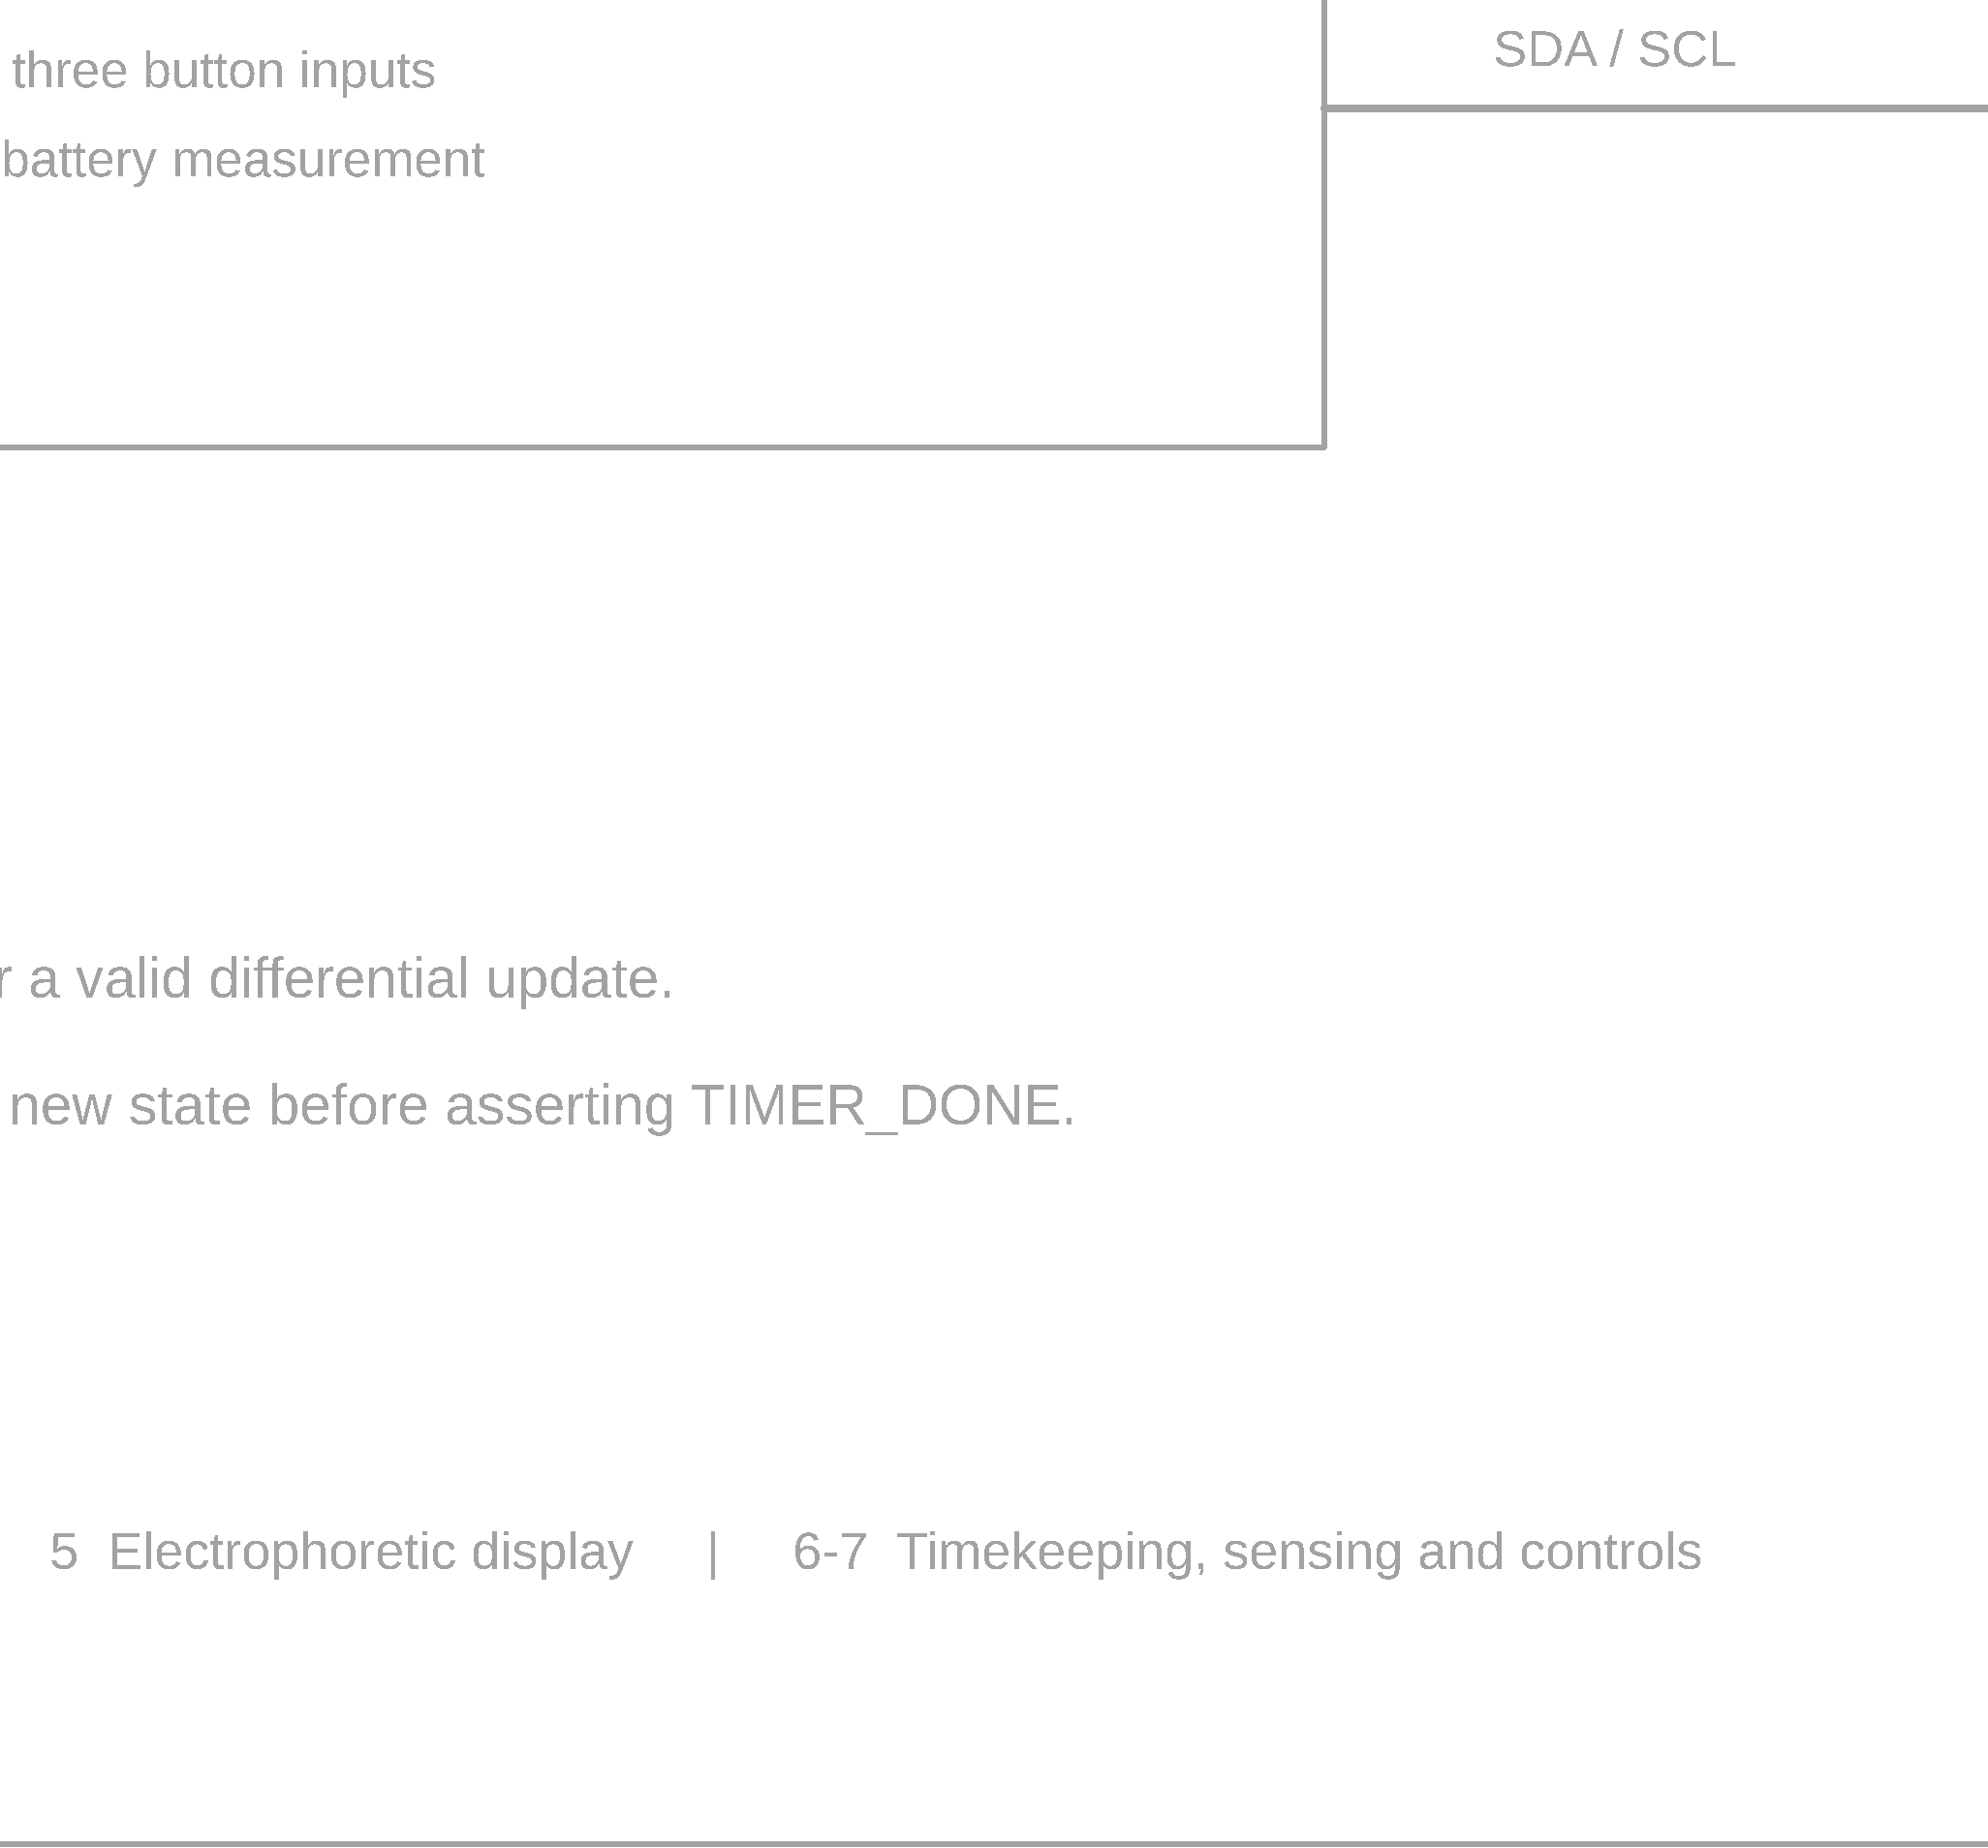 SDA / SCL
three button inputs
battery measurement
r a valid differential update.
new state before asserting TIMER_DONE.
5 Electrophoretic display | 6-7 Timekeeping, sensing and controls